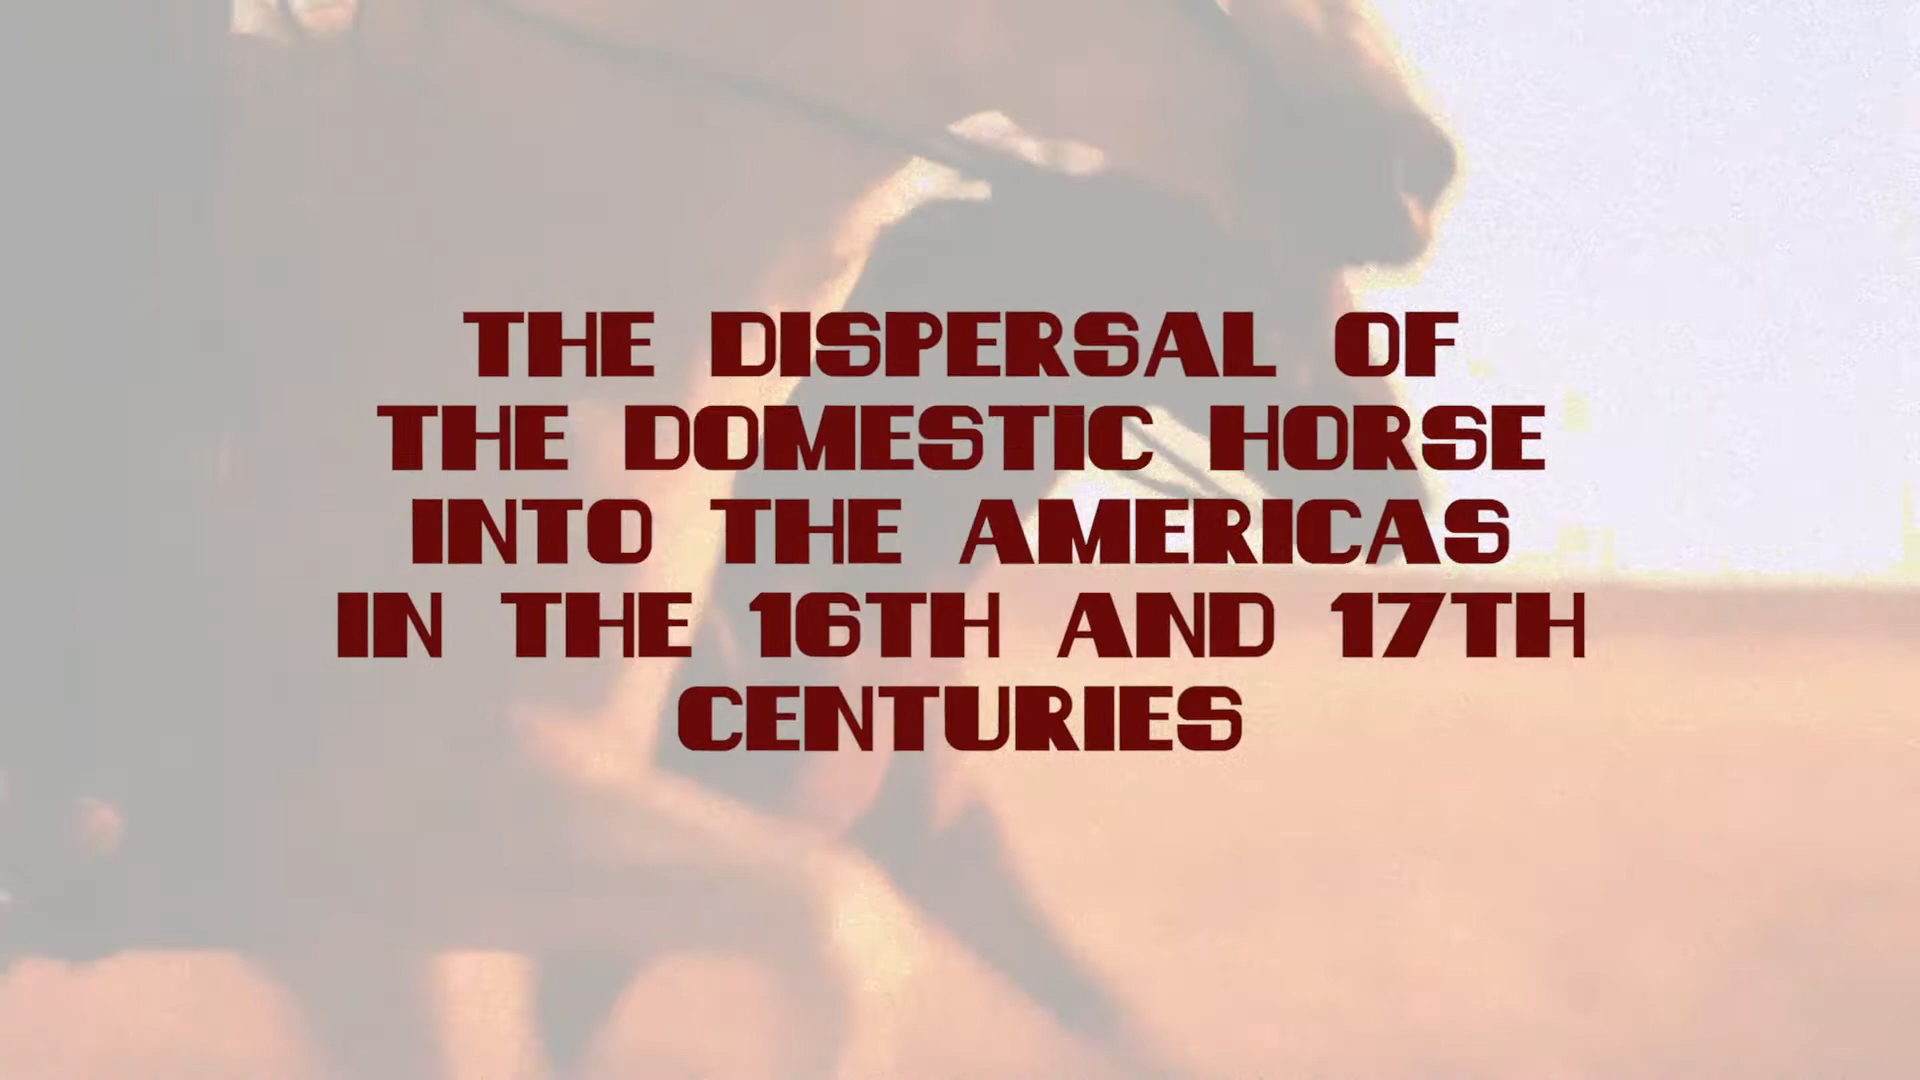 THE DISPERSAL OF
THE DOMESTIC HORSE
INTO THE AMERICAS
IN THE 16TH AND 17TH
CENTURIES